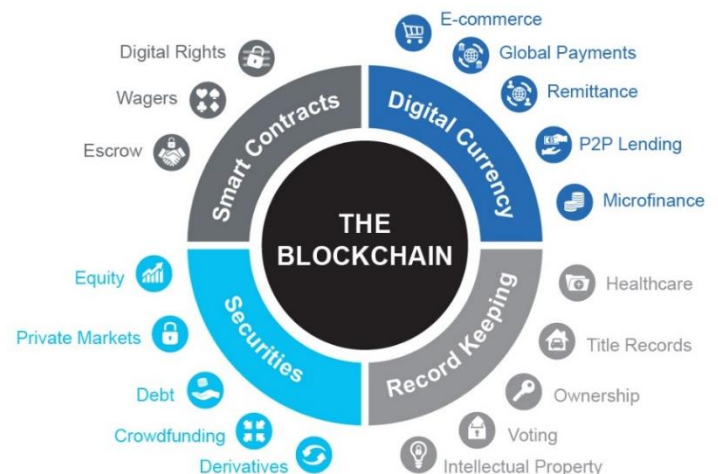 Digital Rights
Wagers
Escrow
Smart Contracts
E-commerce
Global Payments
Remittance
P2P Lending
Microfinance
Digital Currency
THE
BLOCKCHAIN
Equity
Private Markets
Debt
Crowdfunding
Derivatives
Securities
Healthcare
Title Records
Ownership
Voting
Intellectual Property
Record Keeping